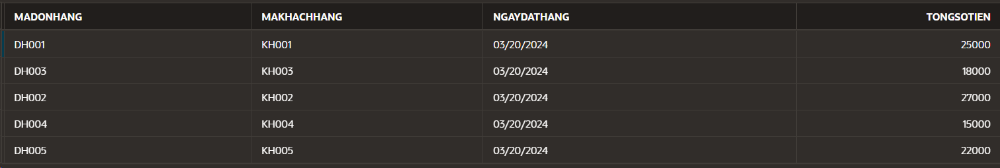 MADONHANG MAKHACHHANG NGAYDATHANG TONGSOTIEN
DH001 KH001 03/20/2024 25000
DH003 KH003 03/20/2024 18000
DH002 KH002 03/20/2024 27000
DH004 KH004 03/20/2024 15000
DH005 KH005 03/20/2024 22000